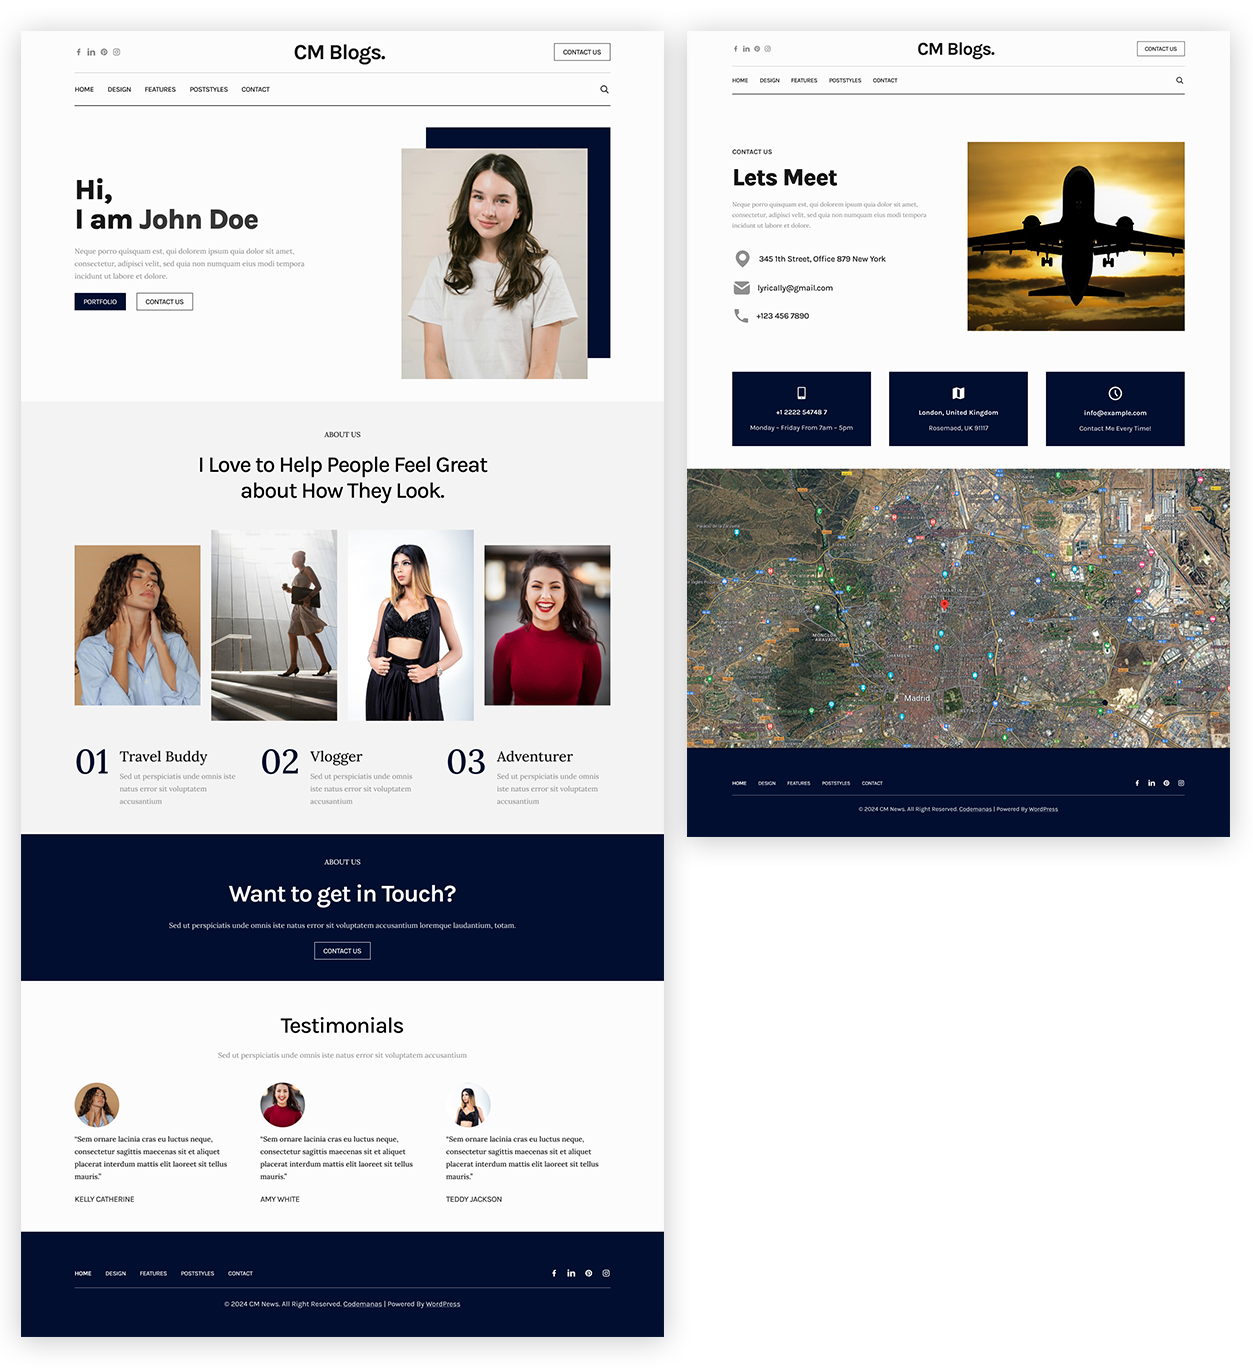 CM Blogs.
CONTACT US
HOME DESIGN FEATURES POSTSTYLES CONTACT
Hi,
I am John Doe
Neque porro quisquam est, qui dolorem ipsum quia dolor sit amet,
consectetur, adipisci velit, sed quia non numquam eius modi tempora
incidunt ut labore et dolore.
PORTFOLIO
CONTACT US
ABOUT US
I Love to Help People Feel Great
about How They Look.
01 Travel Buddy
Sed ut perspiciatis unde omnis iste
natus error sit voluptatem
accusantium
02 Vlogger
Sed ut perspiciatis unde omnis
iste natus error sit voluptatem
accusantium
03 Adventurer
Sed ut perspiciatis unde omnis
iste natus error sit voluptatem
accusantium
ABOUT US
Want to get in Touch?
Sed ut perspiciatis unde omnis iste natus error sit voluptatem accusantium loremque laudantium, totam.
CONTACT US
Testimonials
Sed ut perspiciatis unde omnis iste natus error sit voluptatem accusantium
“Sem ornare lacinia cras eu luctus neque,
consectetur sagittis maecenas sit et aliquet
placerat interdum mattis elit laoreet sit tellus
mauris.”
KELLY CATHERINE
“Sem ornare lacinia cras eu luctus neque,
consectetur sagittis maecenas sit et aliquet
placerat interdum mattis elit laoreet sit tellus
mauris.”
AMY WHITE
“Sem ornare lacinia cras eu luctus neque,
consectetur sagittis maecenas sit et aliquet
placerat interdum mattis elit laoreet sit tellus
mauris.”
TEDDY JACKSON
HOME DESIGN FEATURES POSTSTYLES CONTACT
© 2024 CM News. All Right Reserved. Codemanas | Powered By WordPress
CM Blogs.
CONTACT US
HOME DESIGN FEATURES POSTSTYLES CONTACT
CONTACT US
Lets Meet
Neque porro quisquam est, qui dolorem ipsum quia dolor sit amet,
consectetur, adipisci velit, sed quia non numquam eius modi tempora
incidunt ut labore et dolore.
345 1th Street, Office 879 New York
lyrically@gmail.com
+123 456 7890
+1 2222 54748 7
Monday – Friday From 7am – 5pm
London, United Kingdom
Rosemaed, UK 91117
info@example.com
Contact Me Every Time!
MONCLOA
- ARAVACA
Madrid
HOME DESIGN FEATURES POSTSTYLES CONTACT
© 2024 CM News. All Right Reserved. Codemanas | Powered By WordPress